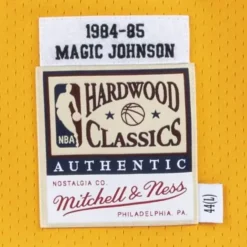 1984-85
MAGIC JOHNSON
HARDWOOD
NBA
CLASSICS
AUTHENTIC
NOSTALGIA CO.
Mitchell & Ness
PHILADELPHIA, PA.
44(L)